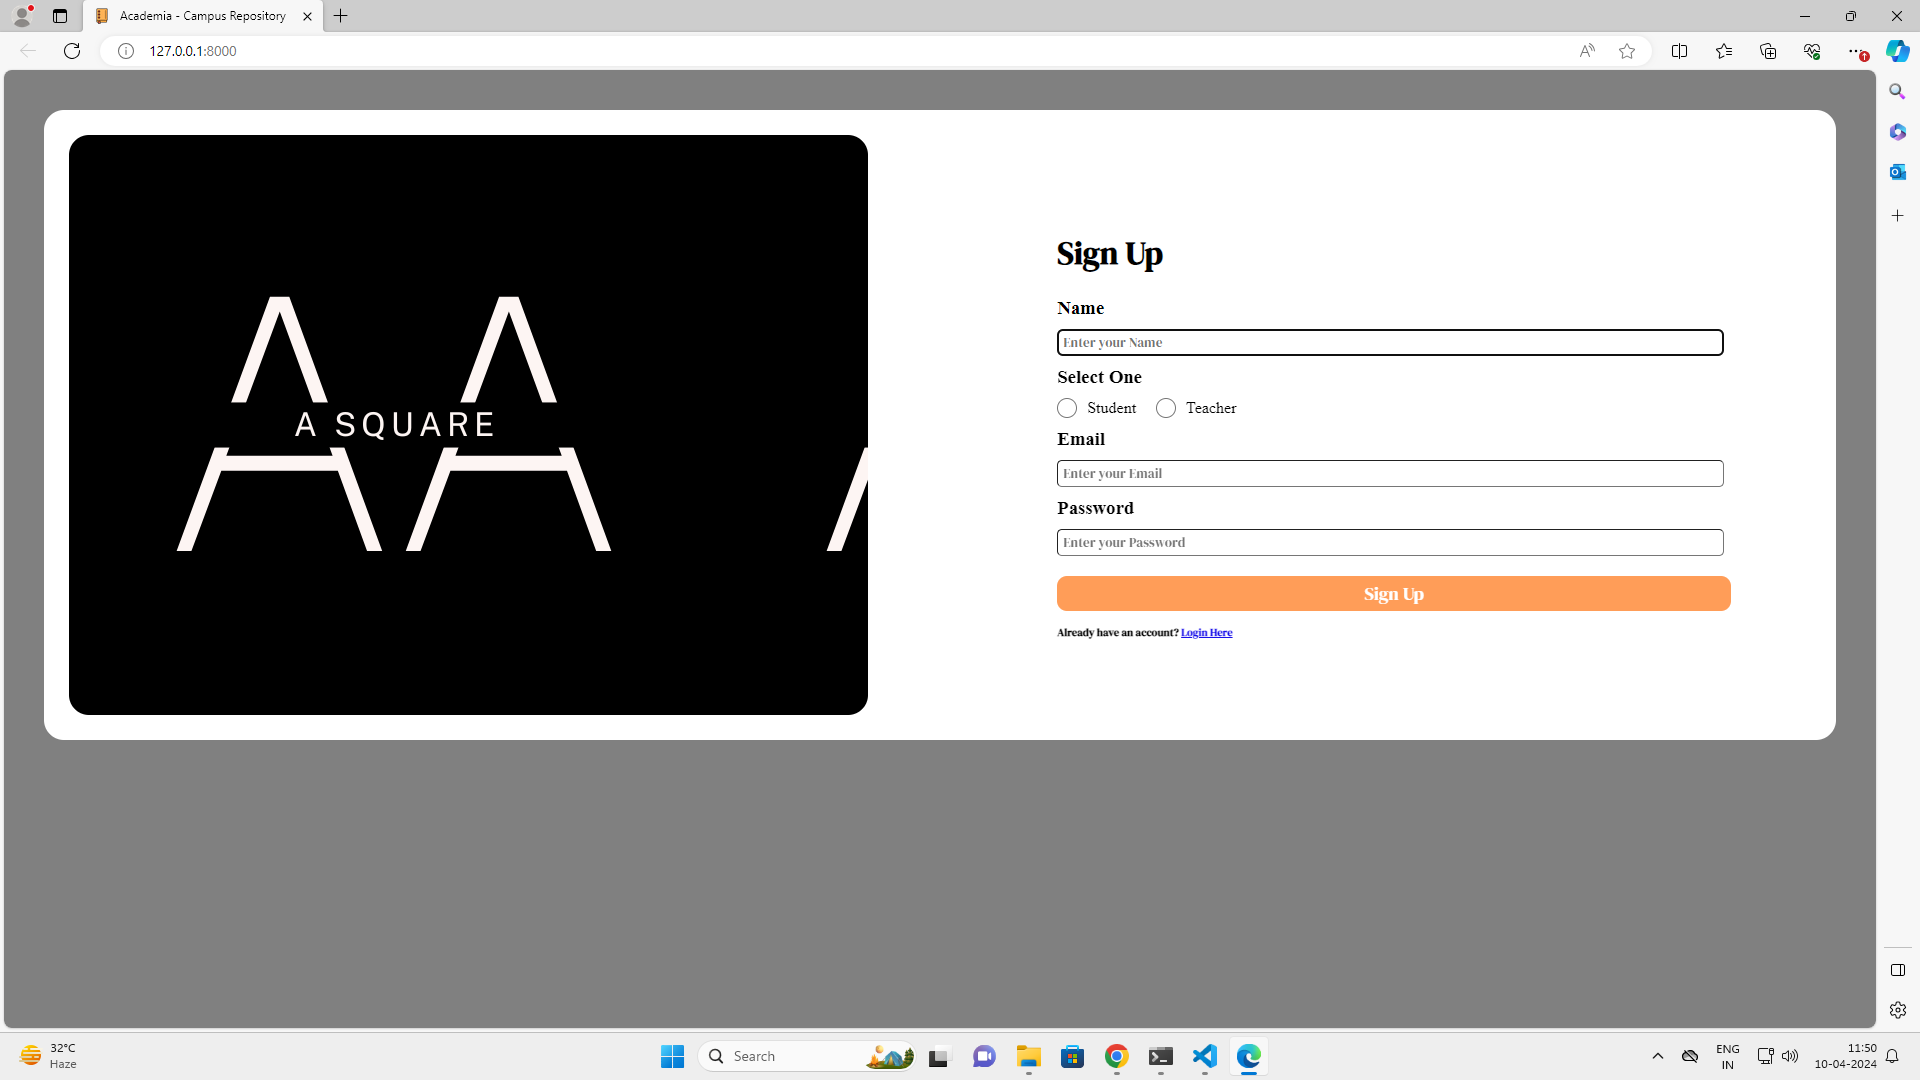 Academia - Campus Repository
127.0.0.1:8000
A SQUARE
Sign Up
Name
Enter your Name
Select One
Student Teacher
Email
Enter your Email
Password
Enter your Password
Sign Up
Already have an account? Login Here
32°C
Haze
Search
ENG
IN
11:50
10-04-2024